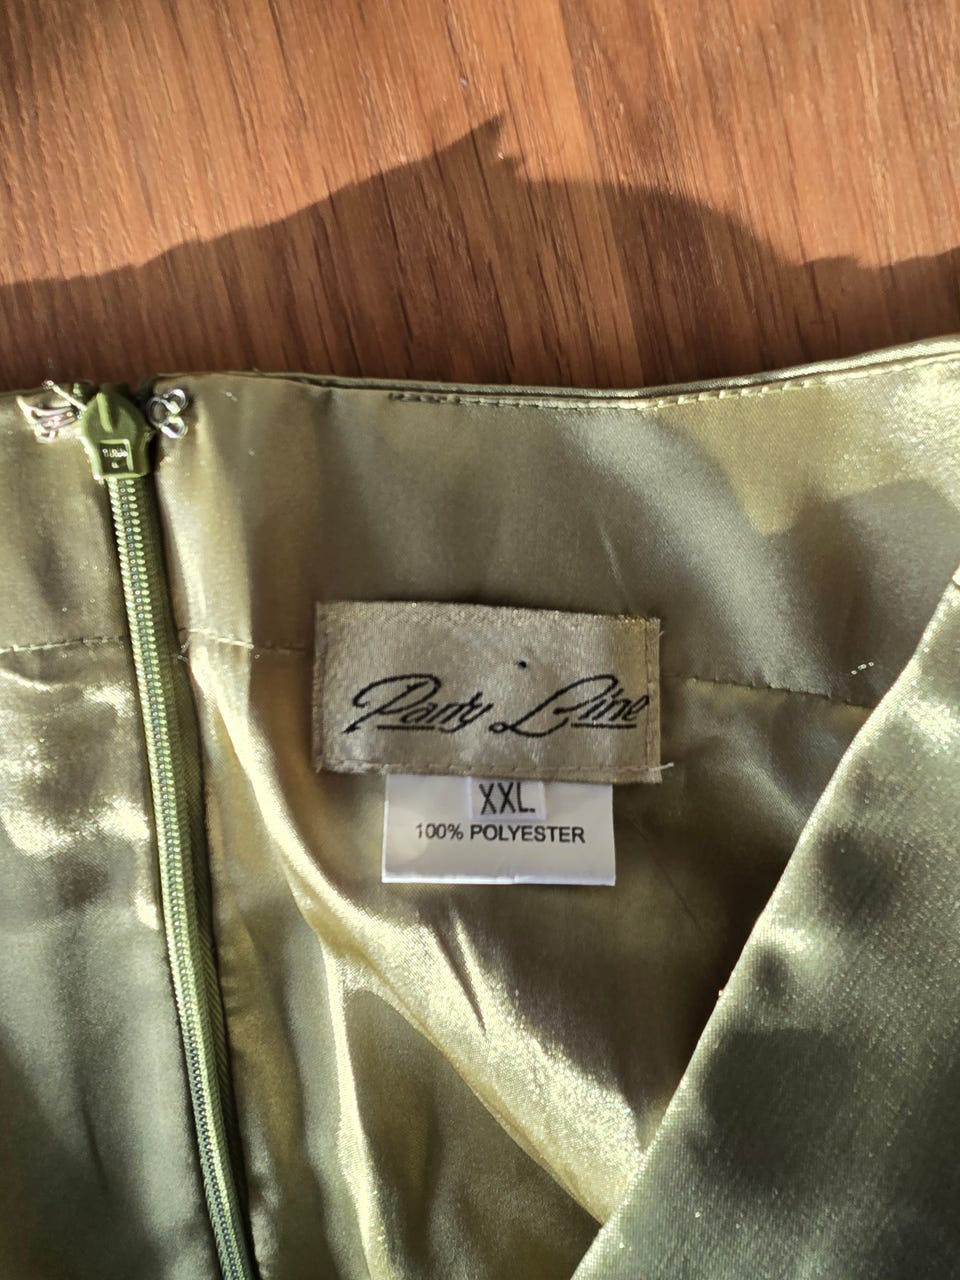 Party Line
XXL
100% POLYESTER